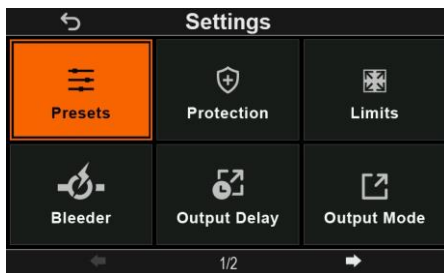 Settings
Presets
Protection
Limits
Bleeder
Output Delay
Output Mode
1/2